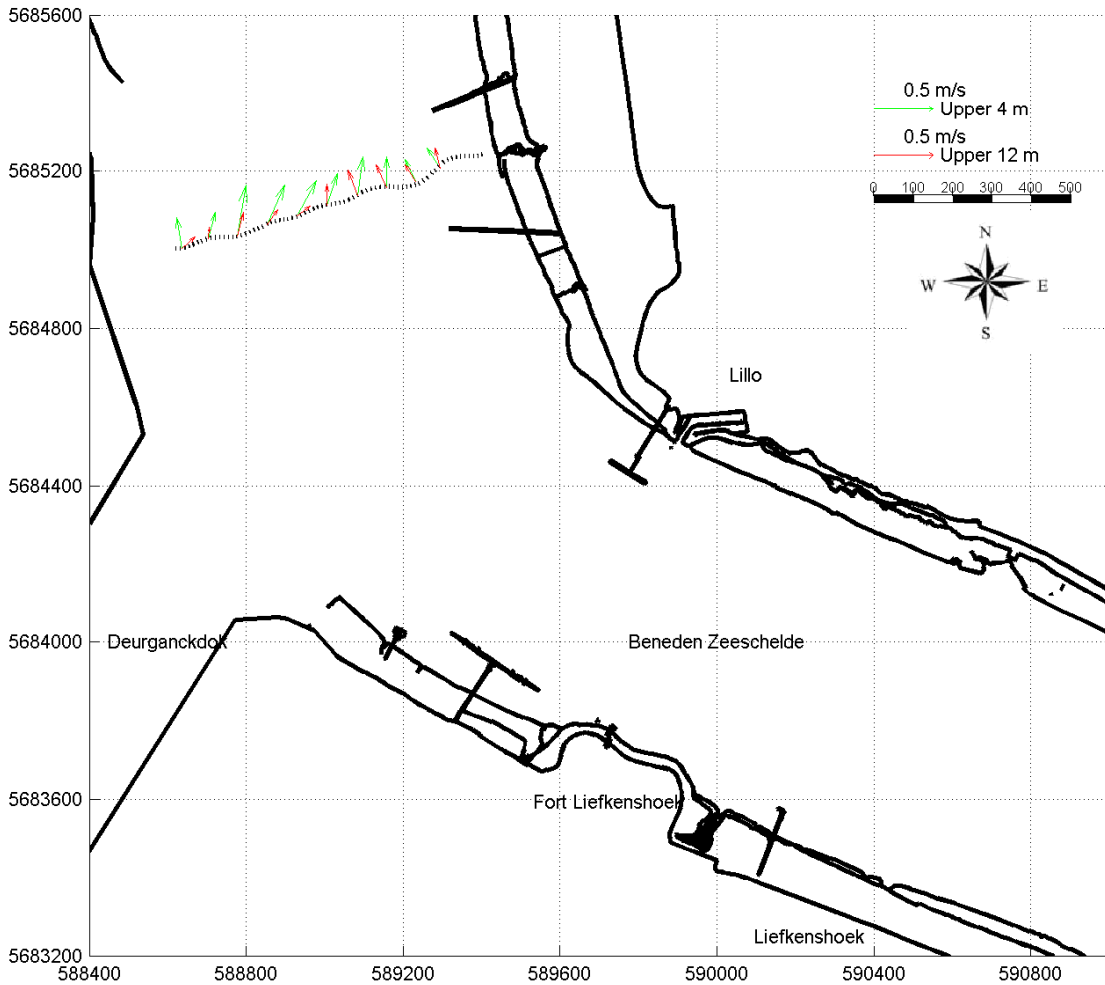 5685600
5685200
5684800
5684400
5684000
5683600
5683200
588400 588800 589200 589600 590000 590400 590800
0.5 m/s
Upper 4 m
0.5 m/s
Upper 12 m
0 100 200 300 400 500
N
W E
S
Lillo
Deurganckdok
Beneden Zeeschelde
Fort Liefkenshoek
Liefkenshoek